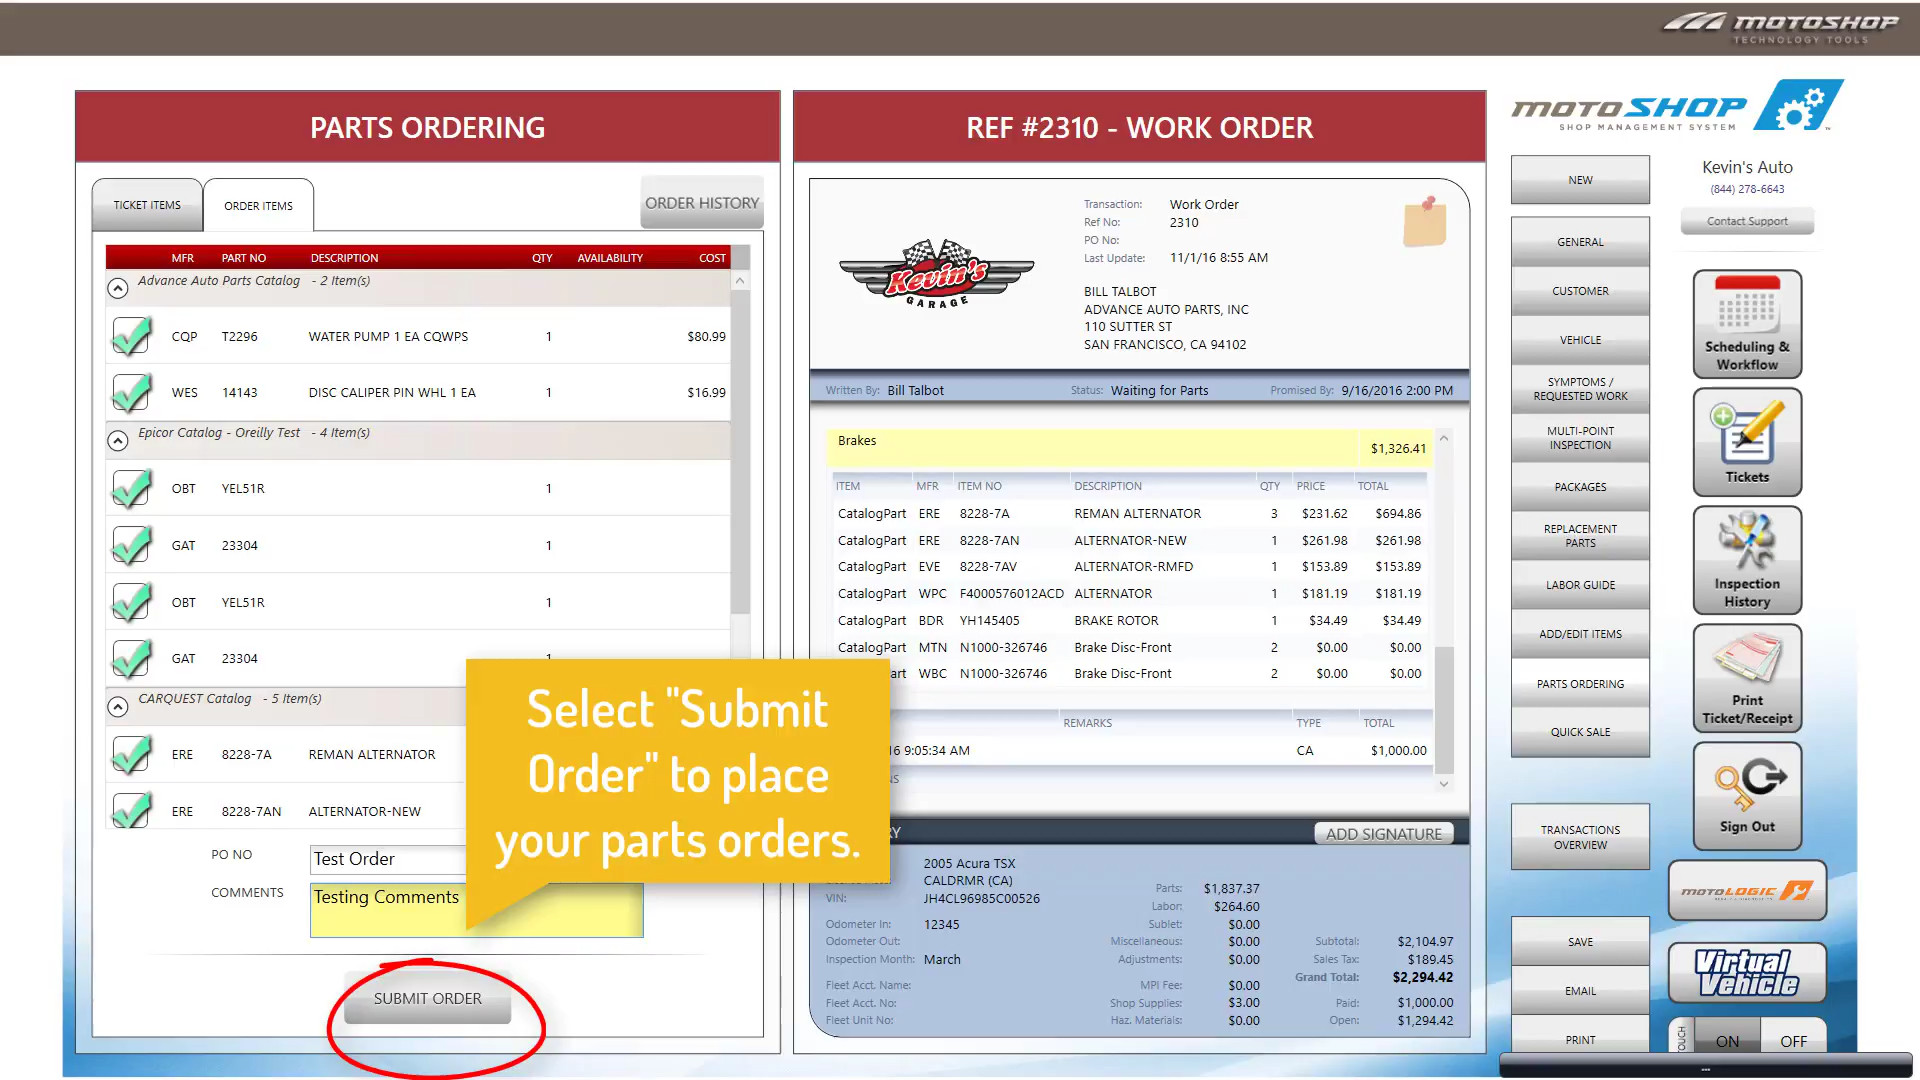 MOTOSHOP
TECHNOLOGY TOOLS
PARTS ORDERING
TICKET ITEMS
ORDER ITEMS
ORDER HISTORY
MFR PART NO DESCRIPTION QTY AVAILABILITY COST
Advance Auto Parts Catalog - 2 Item(s)
CQP T2296 WATER PUMP 1 EA CQWPS 1 $80.99
WES 14143 DISC CALIPER PIN WHL 1 EA 1 $16.99
Epicor Catalog - Oreilly Test - 4 Item(s)
OBT YEL51R 1
GAT 23304 1
OBT YEL51R 1
GAT 23304 1
CARQUEST Catalog - 5 Item(s)
ERE 8228-7A REMAN ALTERNATOR
ERE 8228-7AN ALTERNATOR-NEW
PO NO Test Order
COMMENTS Testing Comments
SUBMIT ORDER
Select "Submit
Order" to place
your parts orders.
REF #2310 - WORK ORDER
Kevin's
GARAGE
Transaction: Work Order
Ref No: 2310
PO No:
Last Update: 11/1/16 8:55 AM
BILL TALBOT
ADVANCE AUTO PARTS, INC
110 SUTTER ST
SAN FRANCISCO, CA 94102
Written By: Bill Talbot Status: Waiting for Parts Promised By: 9/16/2016 2:00 PM
Brakes $1,326.41
ITEM MFR ITEM NO DESCRIPTION QTY PRICE TOTAL
CatalogPart ERE 8228-7A REMAN ALTERNATOR 3 $231.62 $694.86
CatalogPart ERE 8228-7AN ALTERNATOR-NEW 1 $261.98 $261.98
CatalogPart EVE 8228-7AV ALTERNATOR-RMFD 1 $153.89 $153.89
CatalogPart WPC F4000576012ACD ALTERNATOR 1 $181.19 $181.19
CatalogPart BDR YH145405 BRAKE ROTOR 1 $34.49 $34.49
CatalogPart MTN N1000-326746 Brake Disc-Front 2 $0.00 $0.00
art WBC N1000-326746 Brake Disc-Front 2 $0.00 $0.00
REMARKS TYPE TOTAL
16 9:05:34 AM CA $1,000.00
NS
RY
ADD SIGNATURE
2005 Acura TSX
CALDRMR (CA)
VIN: JH4CL96985C00526
Odometer In: 12345
Odometer Out:
Inspection Month: March
Fleet Acct. Name:
Fleet Acct. No:
Fleet Unit No:
Parts: $1,837.37
Labor: $264.60
Sublet: $0.00
Miscellaneous: $0.00
Adjustments: $0.00
MPI Fee: $0.00
Shop Supplies: $3.00
Haz. Materials: $0.00
Subtotal: $2,104.97
Sales Tax: $189.45
Grand Total: $2,294.42
Paid: $1,000.00
Open: $1,294.42
MOTOSHOP
SHOP MANAGEMENT SYSTEM
NEW
GENERAL
CUSTOMER
VEHICLE
SYMPTOMS /
REQUESTED WORK
MULTI-POINT
INSPECTION
PACKAGES
REPLACEMENT
PARTS
LABOR GUIDE
ADD/EDIT ITEMS
PARTS ORDERING
QUICK SALE
TRANSACTIONS
OVERVIEW
SAVE
EMAIL
PRINT
Kevin's Auto
(844) 278-6643
Contact Support
Scheduling &
Workflow
Tickets
Inspection
History
Print
Ticket/Receipt
Sign Out
MOTOLOGIC
Virtual
Vehicle
OUCH
ON OFF